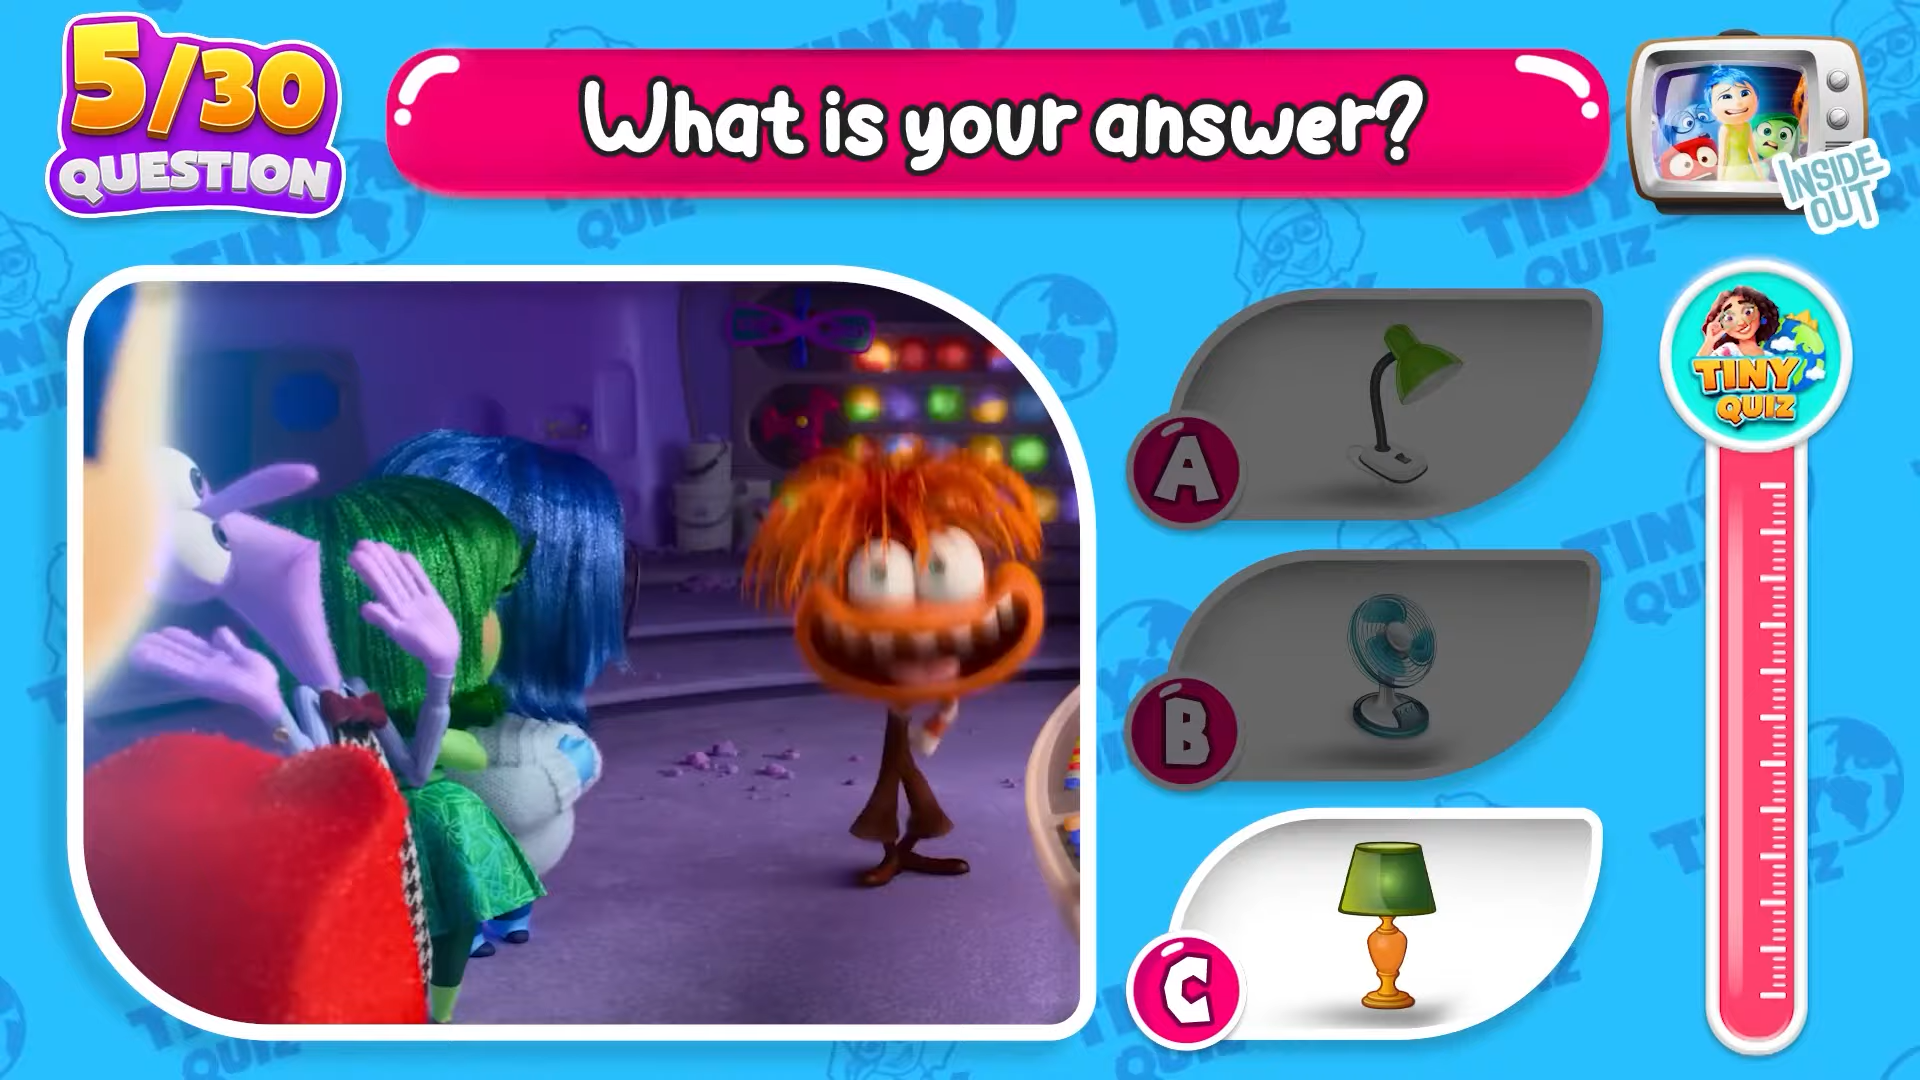 5/30
QUESTION
What is your answer?
INSIDE
OUT
TINY
QUIZ
A
B
C